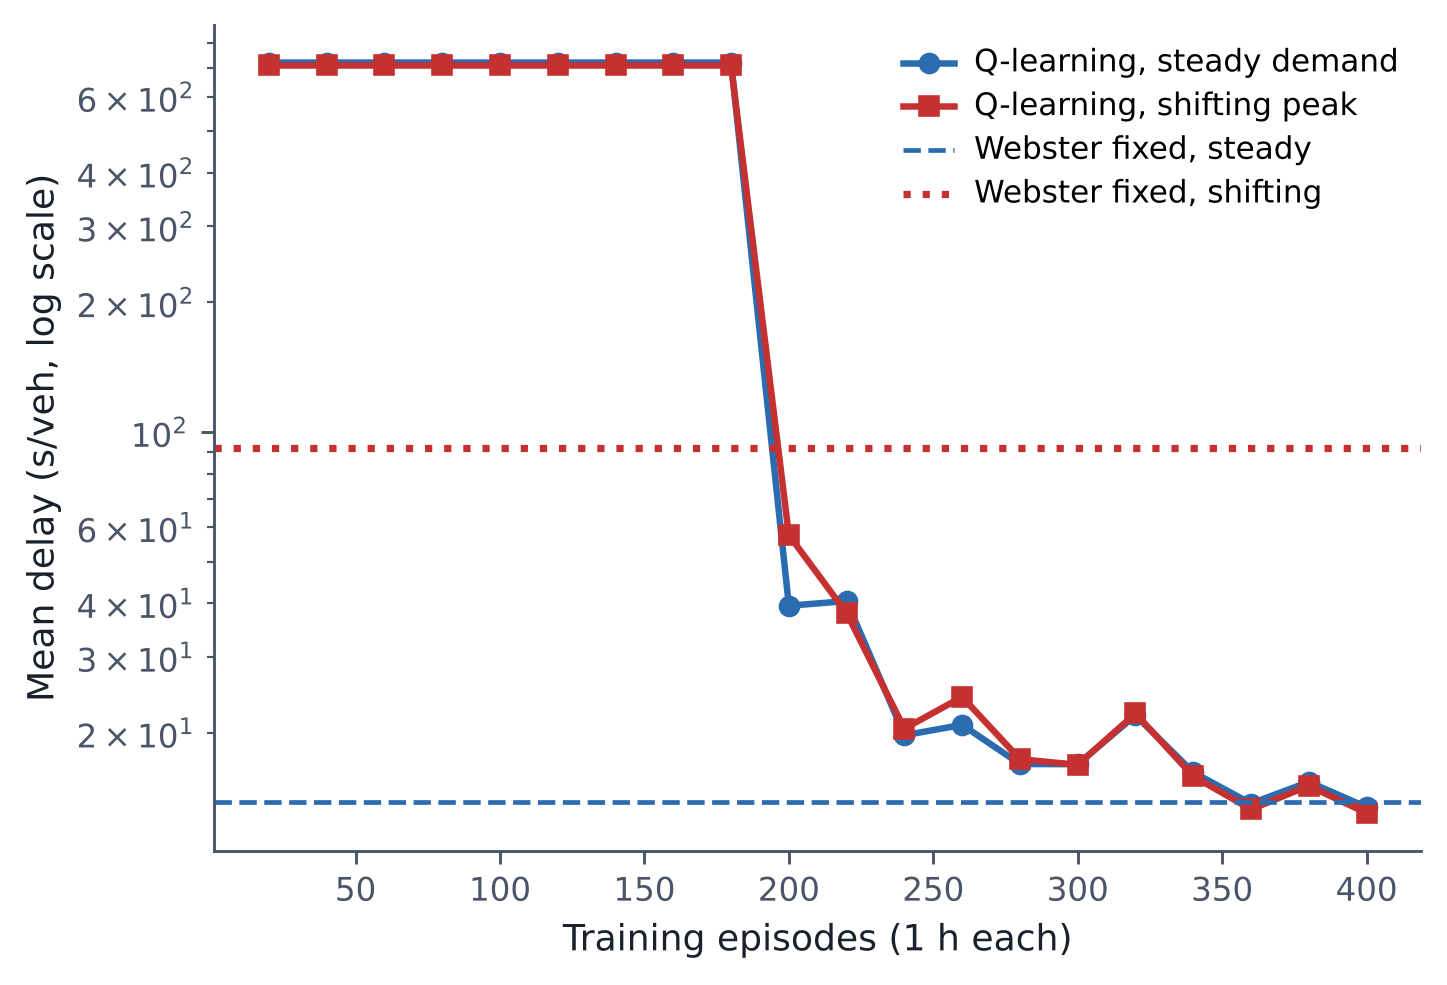 Q-learning, steady demand
Q-learning, shifting peak
Webster fixed, steady
Webster fixed, shifting
Mean delay (s/veh, log scale)
6 × 10²
4 × 10²
3 × 10²
2 × 10²
10²
6 × 10¹
4 × 10¹
3 × 10¹
2 × 10¹
50 100 150 200 250 300 350 400
Training episodes (1 h each)